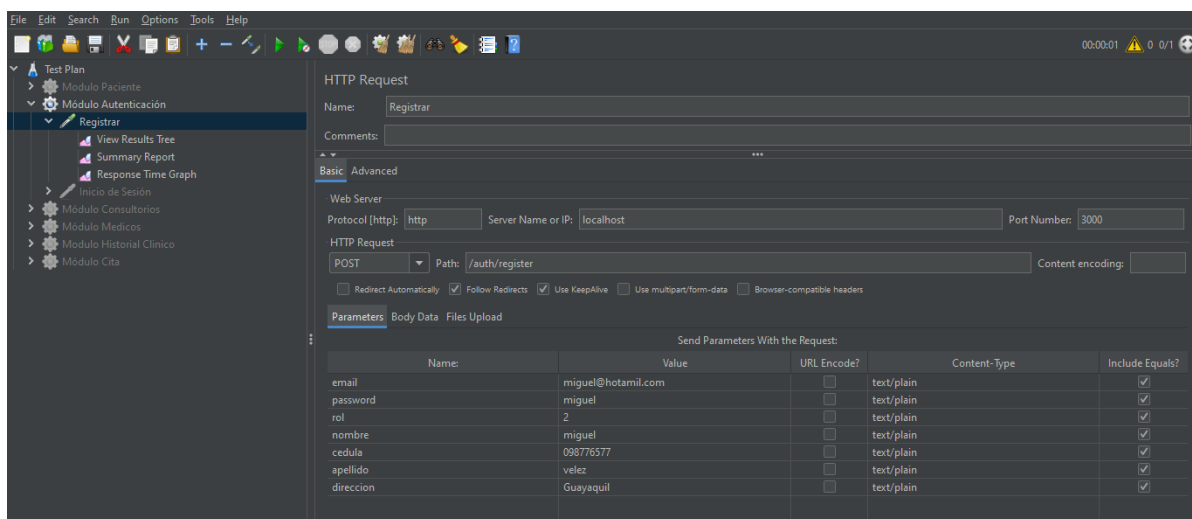 File Edit Search Run Options Tools Help
00:00:01 0 0/1
Test Plan
Modulo Paciente
Módulo Autenticación
Registrar
View Results Tree
Summary Report
Response Time Graph
Inicio de Sesión
Módulo Consultorios
Módulo Medicos
Modulo Historial Clinico
Módulo Cita
HTTP Request
Name: Registrar
Comments:
Basic Advanced
Web Server
Protocol [http]: http Server Name or IP: localhost Port Number: 3000
HTTP Request
POST Path: /auth/register Content encoding:
Redirect Automatically Follow Redirects Use KeepAlive Use multipart/form-data Browser-compatible headers
Parameters Body Data Files Upload
Send Parameters With the Request:
Name: Value URL Encode? Content-Type Include Equals?
email miguel@hotamil.com text/plain
password miguel text/plain
rol 2 text/plain
nombre miguel text/plain
cedula 098776577 text/plain
apellido velez text/plain
direccion Guayaquil text/plain